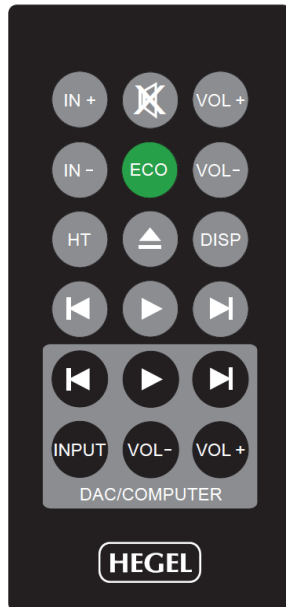 IN + VOL +
IN - ECO VOL-
HT DISP
INPUT VOL- VOL +
DAC/COMPUTER
HEGEL